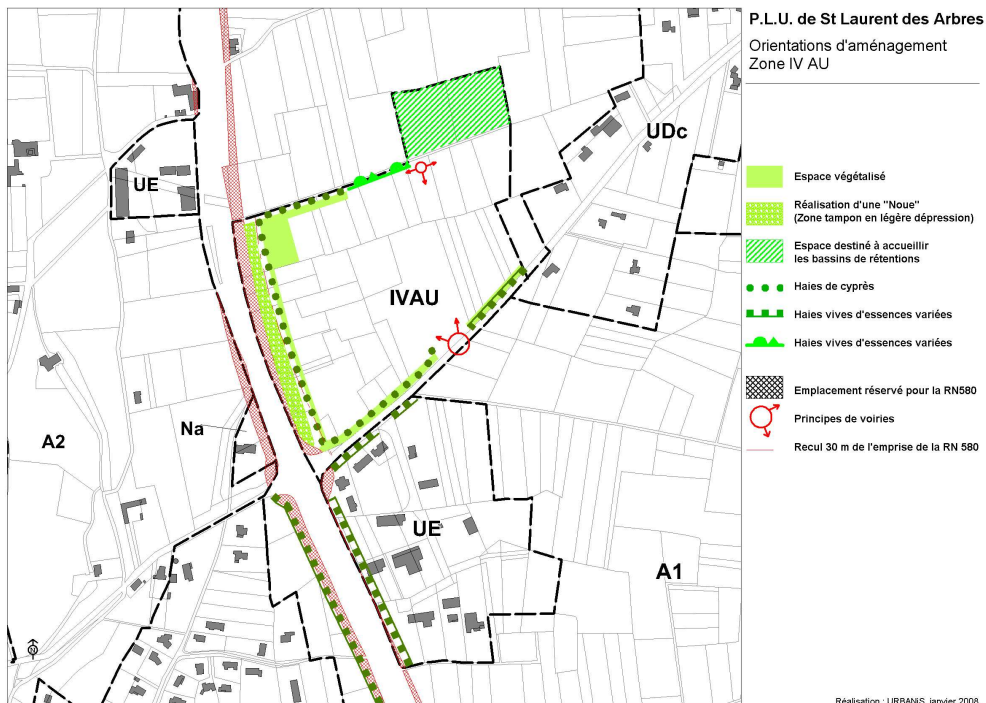 P.L.U. de St Laurent des Arbres
Orientations d'aménagement
Zone IV AU
Espace végétalisé
Réalisation d'une "Noue"
(Zone tampon en légère dépression)
Espace destiné à accueillir
les bassins de rétentions
Haies de cyprès
Haies vives d'essences variées
Haies vives d'essences variées
Emplacement réservé pour la RN580
Principes de voiries
Recul 30 m de l'emprise de la RN 580
UDc
UE
IVAU
Na
A2
UE
A1
N
Réalisation : URBANiS, janvier 2008